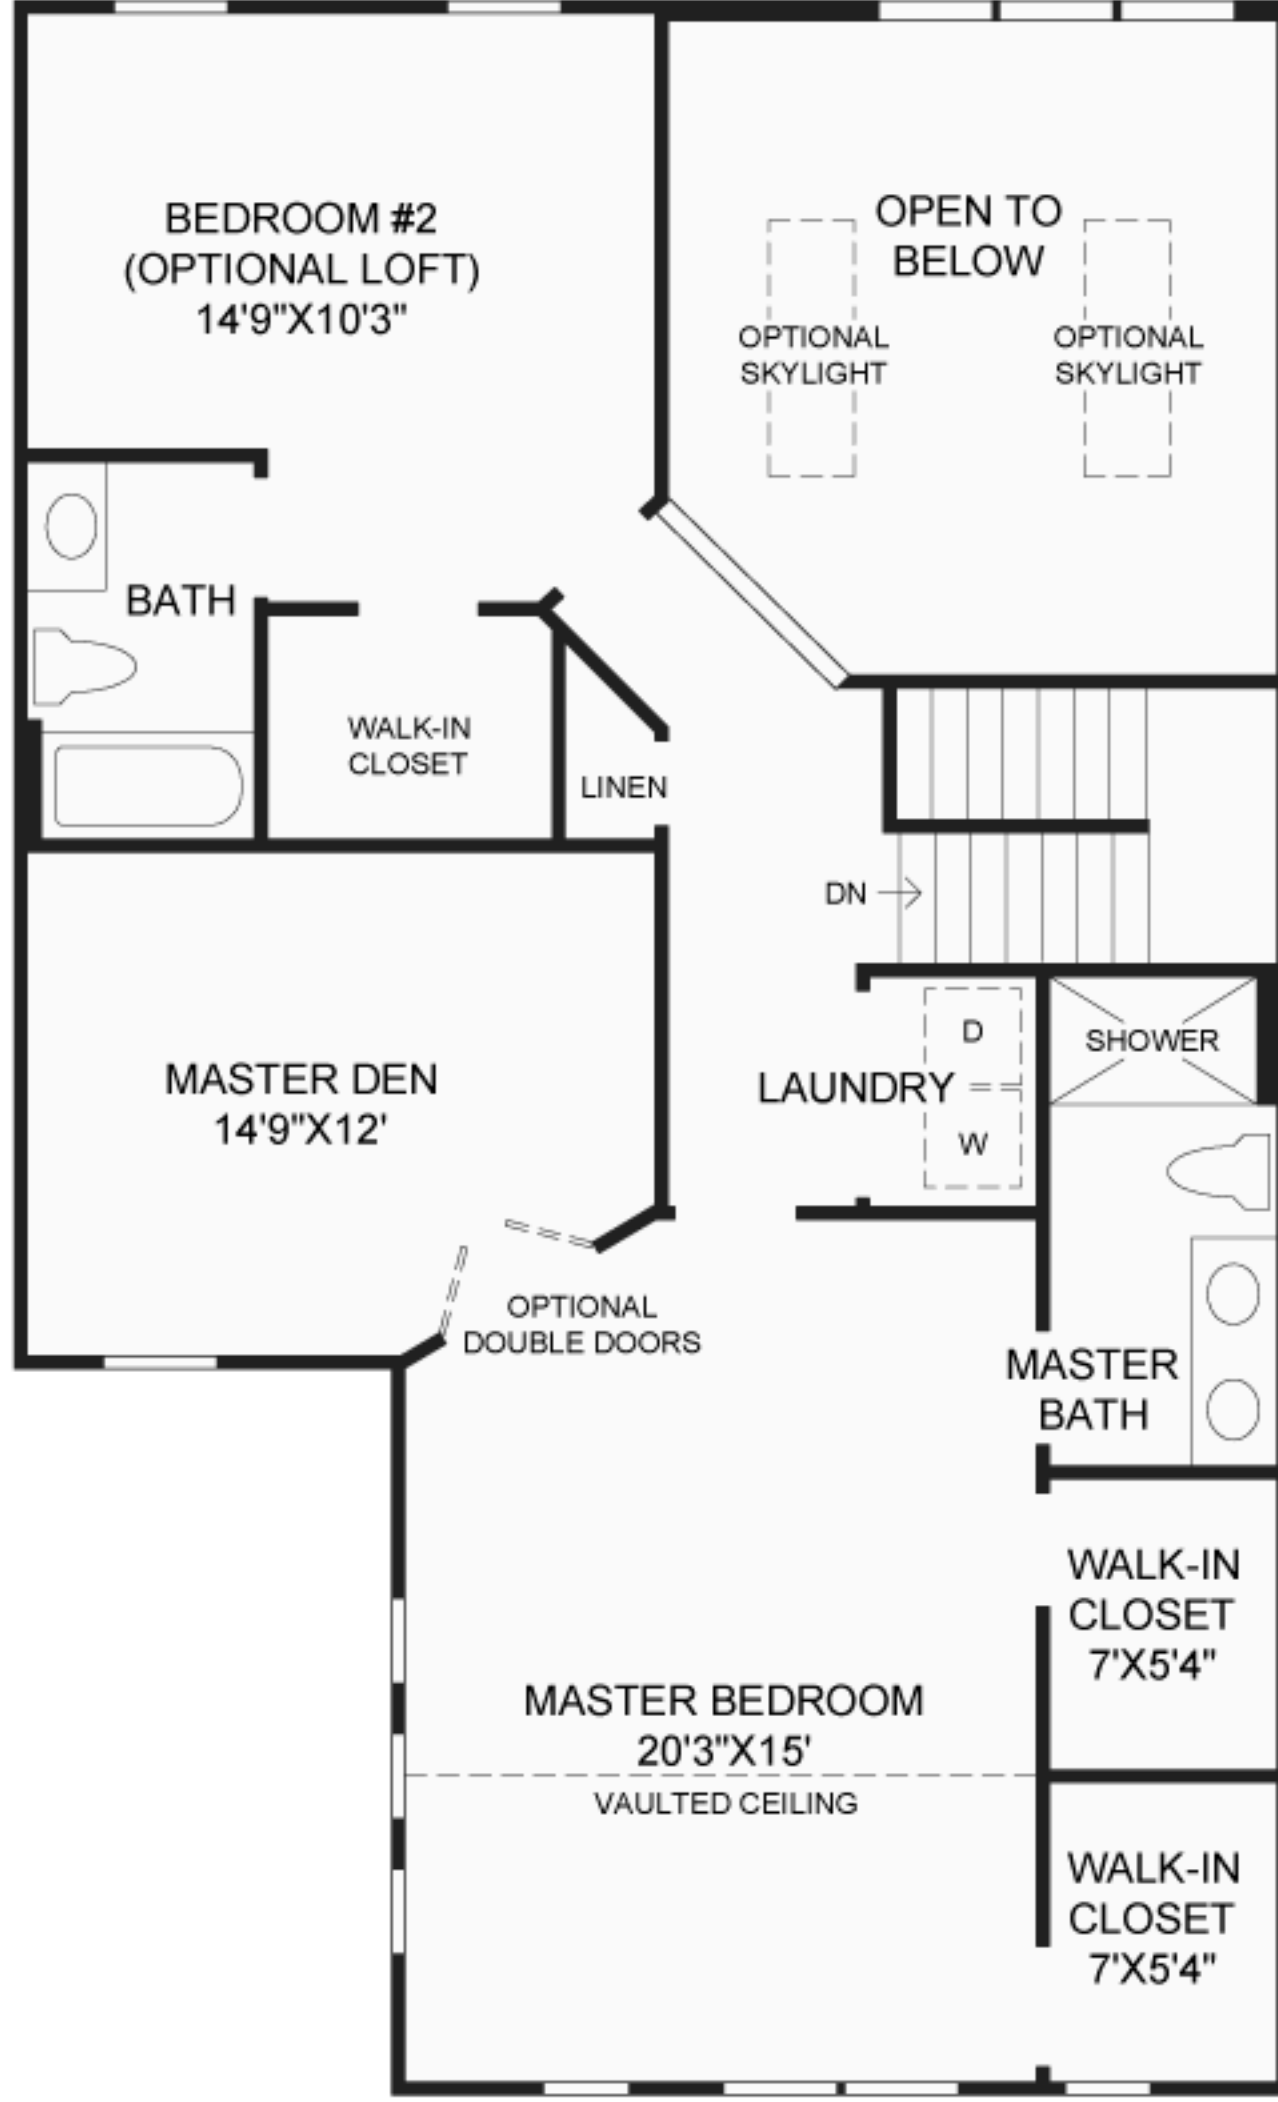 BEDROOM #2
(OPTIONAL LOFT)
14'9"X10'3"
OPEN TO
BELOW
OPTIONAL
SKYLIGHT
OPTIONAL
SKYLIGHT
BATH
WALK-IN
CLOSET
LINEN
DN
MASTER DEN
14'9"X12'
D
LAUNDRY
W
SHOWER
OPTIONAL
DOUBLE DOORS
MASTER
BATH
WALK-IN
CLOSET
7'X5'4"
MASTER BEDROOM
20'3"X15'
VAULTED CEILING
WALK-IN
CLOSET
7'X5'4"